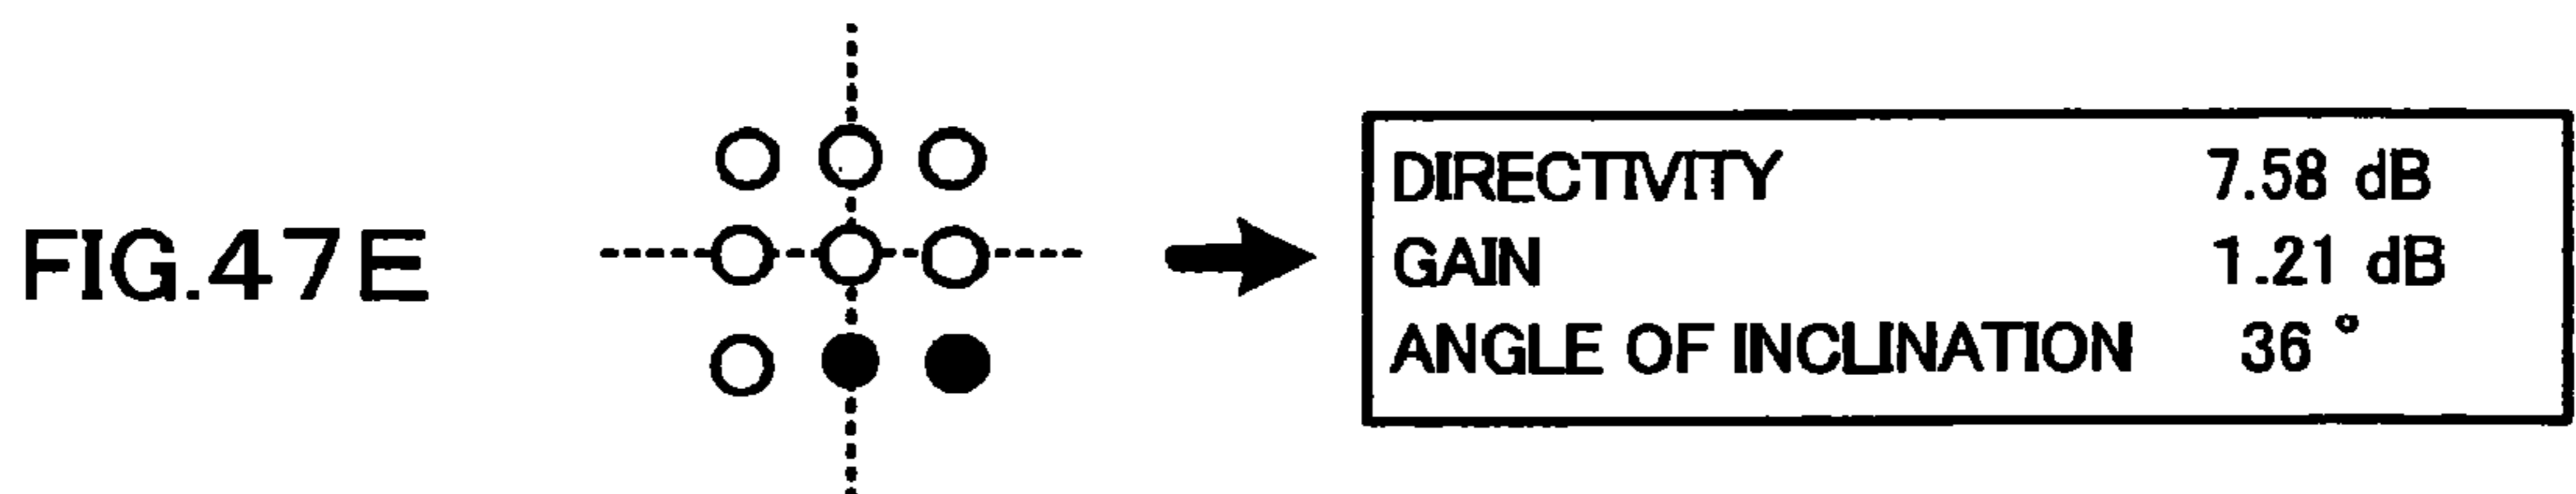 FIG.47E
DIRECTIVITY 7.58 dB
GAIN 1.21 dB
ANGLE OF INCLINATION 36°